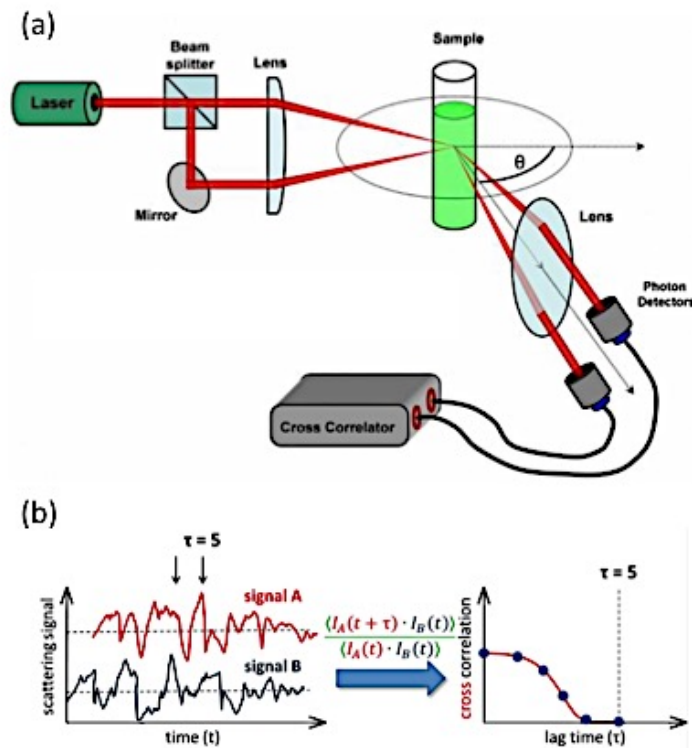 (a)
Laser
Beam
splitter
Lens
Mirror
Sample
θ
Lens
Photon
Detectors
Cross Correlator
(b)
τ = 5
signal A
signal B
scattering signal
time (t)
⟨I_A(t + τ) · I_B(t)⟩
⟨I_A(t) · I_B(t)⟩
τ = 5
cross correlation
lag time (τ)